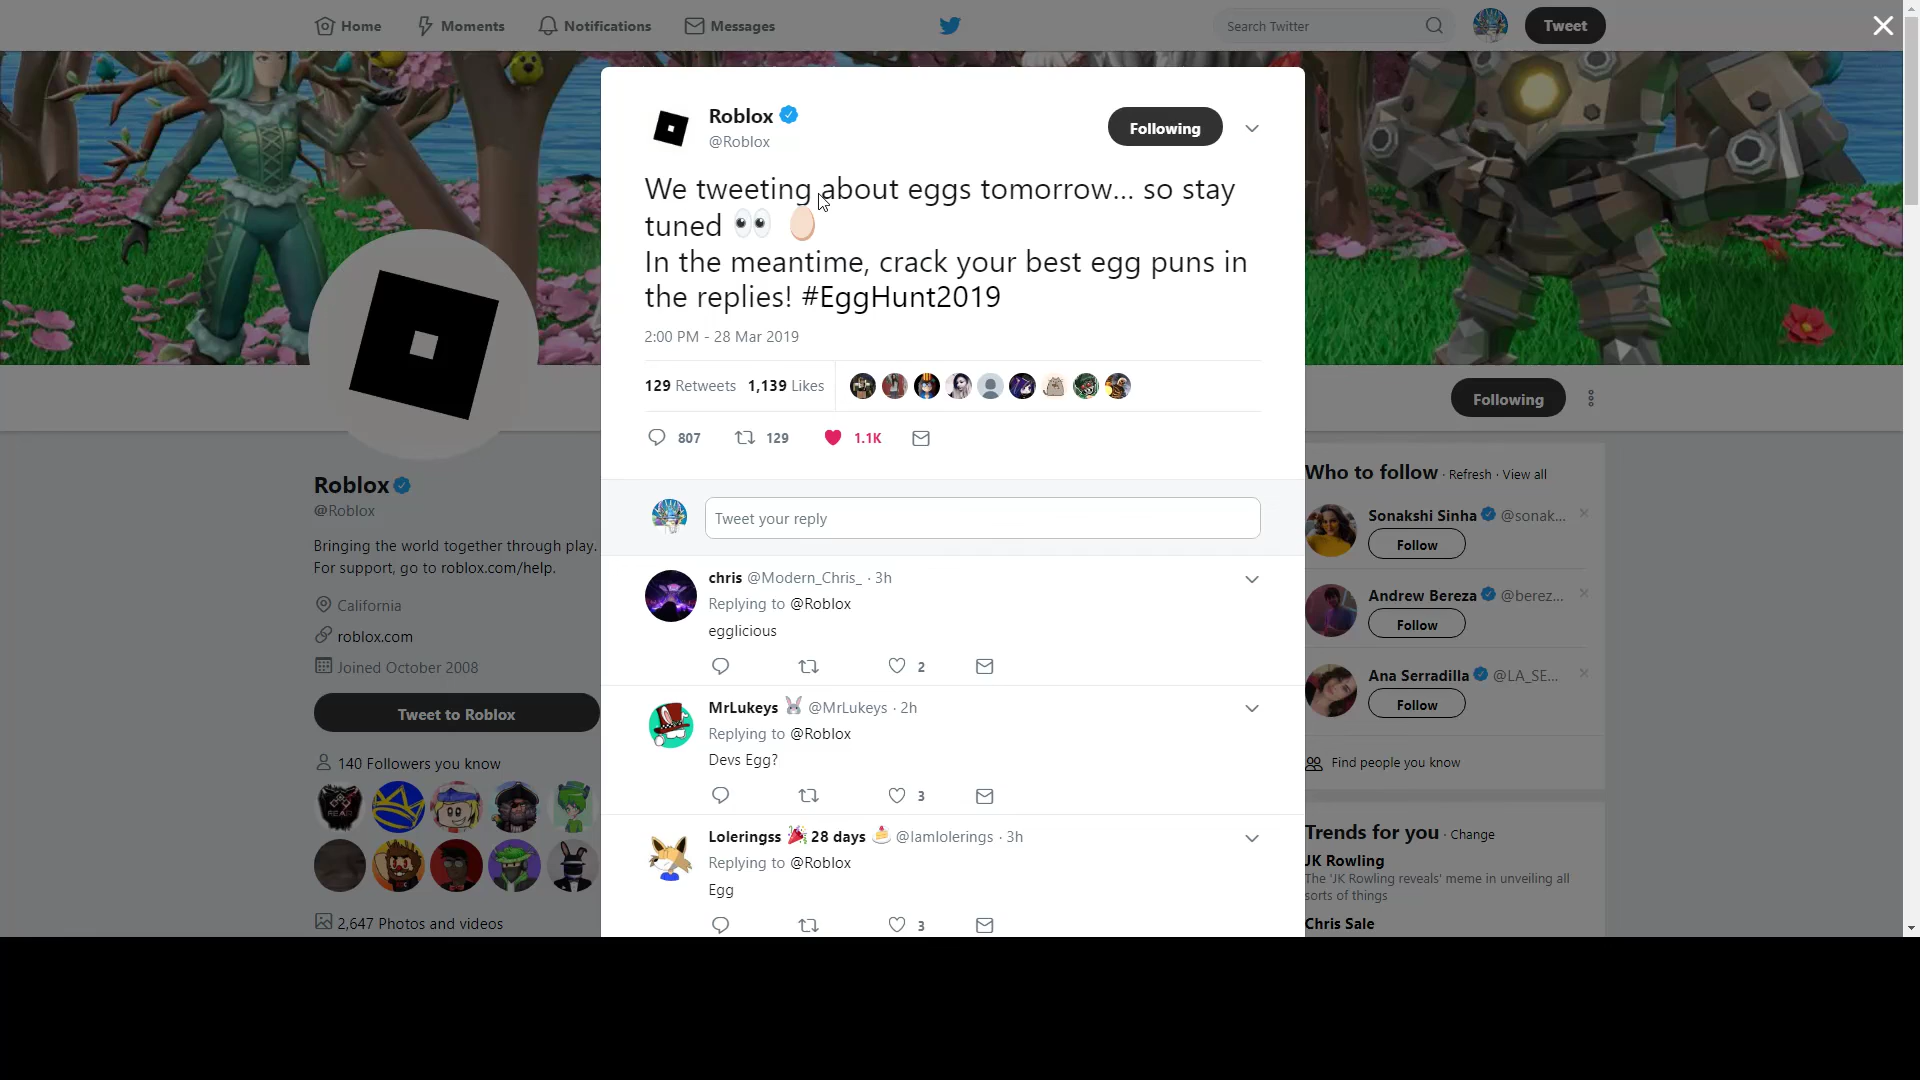 Home
Moments
Notifications
Messages
Search Twitter
Tweet
Roblox
@Roblox
Following
We tweeting about eggs tomorrow... so stay
tuned 👀 🥚
In the meantime, crack your best egg puns in
the replies! #EggHunt2019
2:00 PM - 28 Mar 2019
129 Retweets 1,139 Likes
807 129 1.1K
Tweet your reply
chris @Modern_Chris_ · 3h
Replying to @Roblox
egglicious
2
MrLukeys 🐰 @MrLukeys · 2h
Replying to @Roblox
Devs Egg?
3
Loleringss 🎉 28 days 🍰 @Iamlolerings · 3h
Replying to @Roblox
Egg
3
Roblox
@Roblox
Bringing the world together through play.
For support, go to roblox.com/help.
California
roblox.com
Joined October 2008
Tweet to Roblox
140 Followers you know
2,647 Photos and videos
Following
Who to follow · Refresh · View all
Sonakshi Sinha @sonak...
Follow
Andrew Bereza @berez...
Follow
Ana Serradilla @LA_SE...
Follow
Find people you know
Trends for you · Change
JK Rowling
The 'JK Rowling reveals' meme in unveiling all
sorts of things
Chris Sale